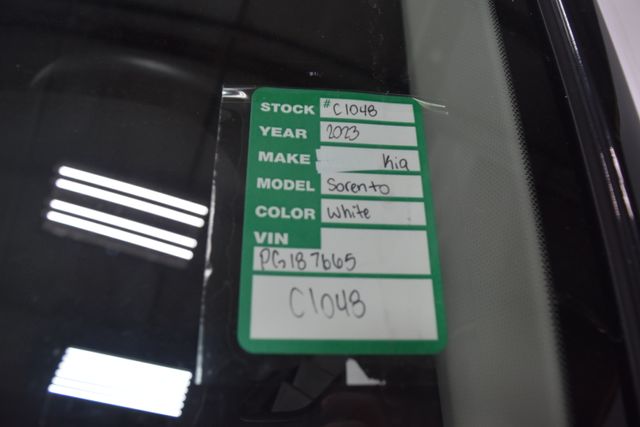 STOCK #C1048
YEAR 2023
MAKE Kia
MODEL Sorento
COLOR White
VIN
PG187665
C1048